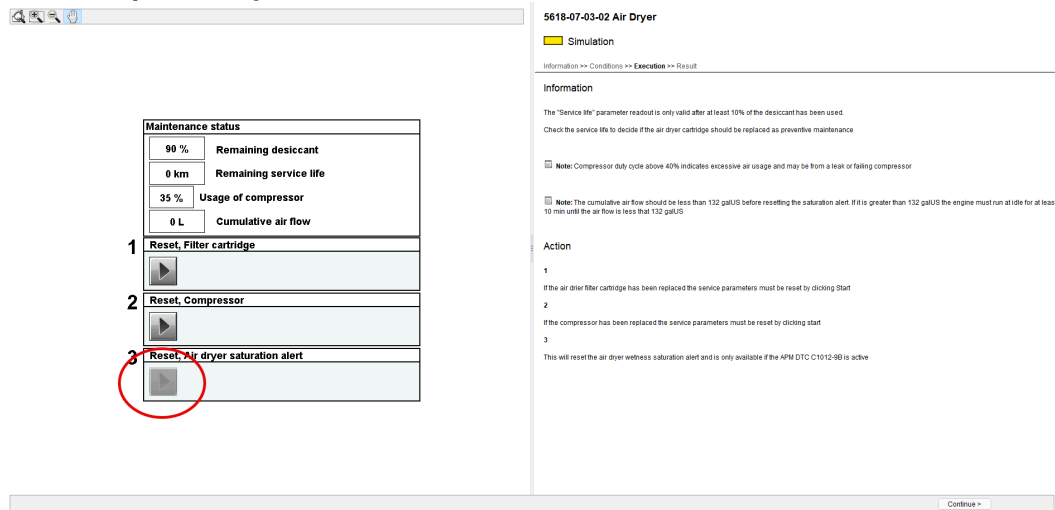 Maintenance status
90 %
Remaining desiccant
0 km
Remaining service life
35 %
Usage of compressor
0 L
Cumulative air flow
1
Reset, Filter cartridge
2
Reset, Compressor
3
Reset, Air dryer saturation alert
5618-07-03-02 Air Dryer
Simulation
Information >> Conditions >> Execution >> Result
Information
The "Service life" parameter readout is only valid after at least 10% of the desiccant has been used.
Check the service life to decide if the air dryer cartridge should be replaced as preventive maintenance
Note: Compressor duty cycle above 40% indicates excessive air usage and may be from a leak or failing compressor
Note: The cumulative air flow should be less than 132 galUS before resetting the saturation alert. If it is greater than 132 galUS the engine must run at idle for at leas
10 min until the air flow is less that 132 galUS
Action
1
If the air drier filter cartridge has been replaced the service parameters must be reset by clicking Start
2
If the compressor has been replaced the service parameters must be reset by clicking start
3
This will reset the air dryer wetness saturation alert and is only available if the APM DTC C1012-9B is active
Continue >